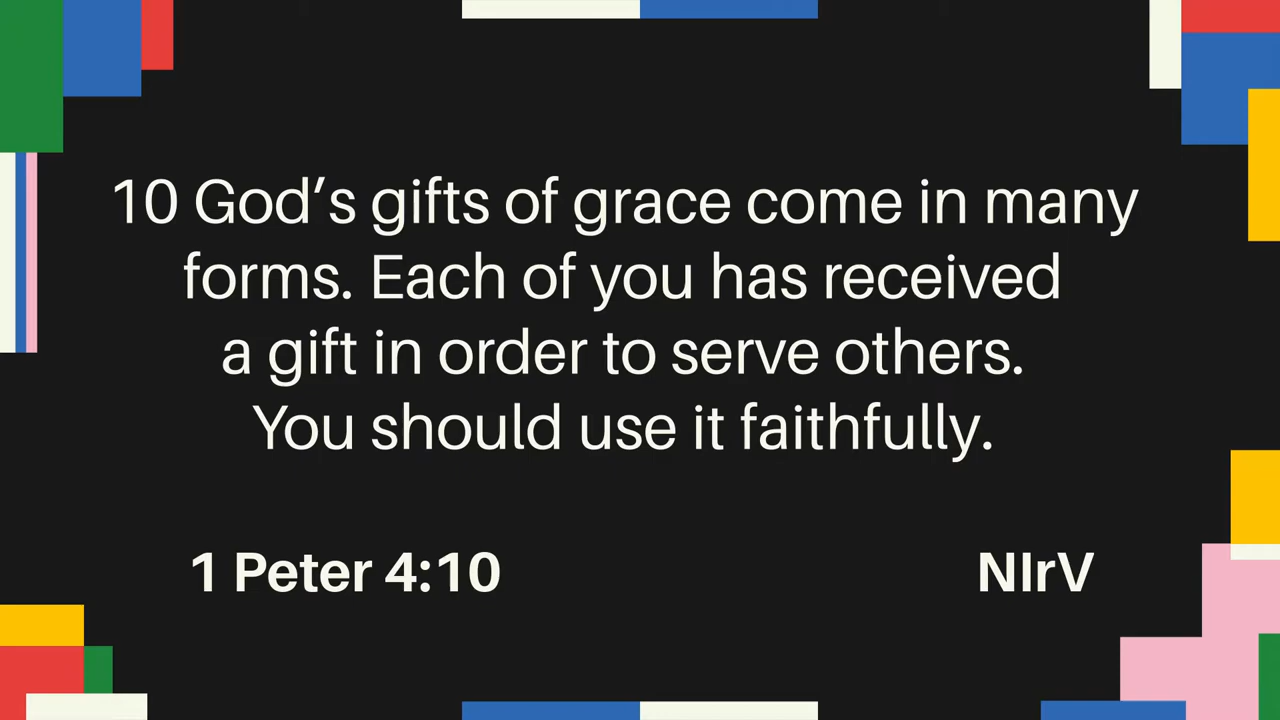 10 God’s gifts of grace come in many
forms. Each of you has received
a gift in order to serve others.
You should use it faithfully.
1 Peter 4:10
NIrV